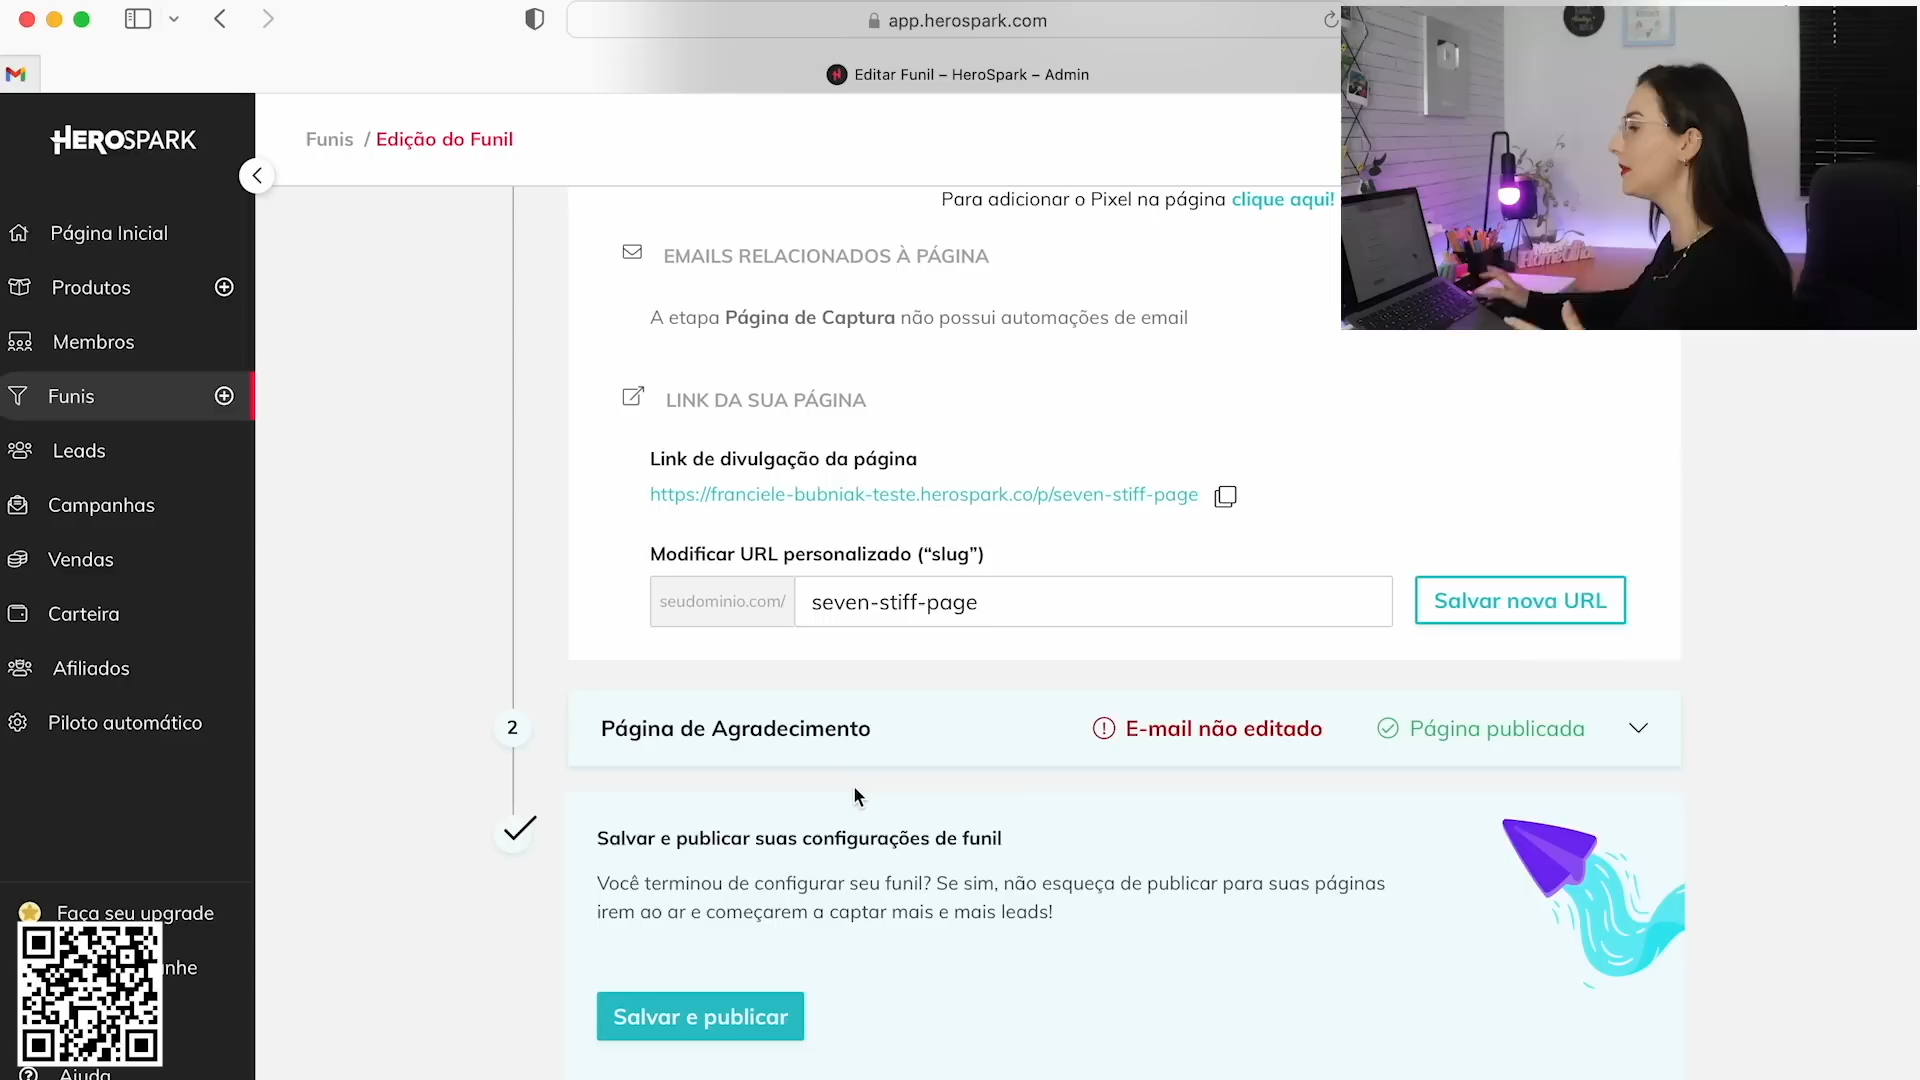 app.herospark.com
Editar Funil – HeroSpark – Admin
HEROSPARK
Funis / Edição do Funil
Para adicionar o Pixel na página clique aqui!
Página Inicial
Produtos
Membros
Funis
Leads
Campanhas
Vendas
Carteira
Afiliados
Piloto automático
Faça seu upgrade
nhe
Ajuda
EMAILS RELACIONADOS À PÁGINA
A etapa Página de Captura não possui automações de email
LINK DA SUA PÁGINA
Link de divulgação da página
https://franciele-bubniak-teste.herospark.co/p/seven-stiff-page
Modificar URL personalizado (“slug”)
seudominio.com/ seven-stiff-page
Salvar nova URL
2 Página de Agradecimento E-mail não editado Página publicada
Salvar e publicar suas configurações de funil
Você terminou de configurar seu funil? Se sim, não esqueça de publicar para suas páginas
irem ao ar e começarem a captar mais e mais leads!
Salvar e publicar